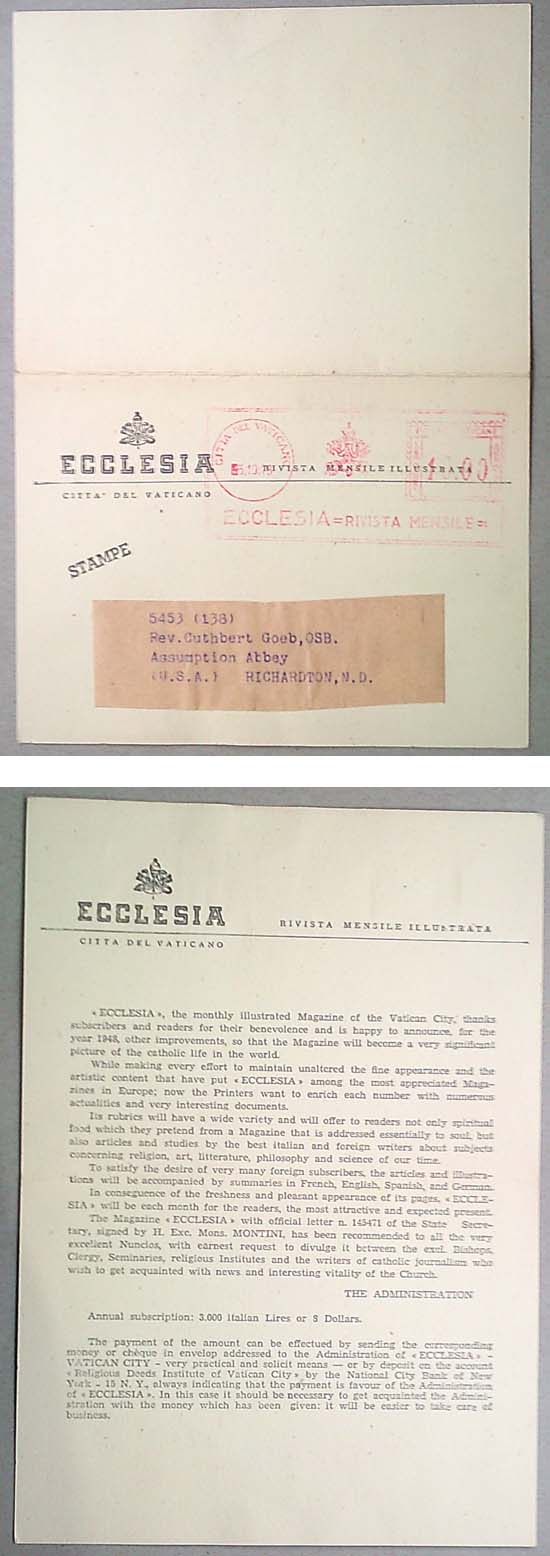 ECCLESIA
RIVISTA MENSILE ILLUSTRATA
CITTA' DEL VATICANO
CITTÀ DEL VATICANO
ECCLESIA=RIVISTA MENSILE=
STAMPE
5453 (138)
Rev.Cuthbert Goeb,OSB.
Assumption Abbey
(U.S.A.) RICHARDTON,N.D.
ECCLESIA
RIVISTA MENSILE ILLUSTRATA
CITTA DEL VATICANO
« ECCLESIA », the monthly illustrated Magazine of the Vatican City, thanks
subscribers and readers for their benevolence and is happy to announce, for the
year 1948, other improvements, so that the Magazine will become a very significant
picture of the catholic life in the world.
While making every effort to maintain unaltered the fine appearance and the
artistic content that have put « ECCLESIA » among the most appreciated Maga-
zines in Europe; now the Printers want to enrich each number with numerous
actualities and very interesting documents.
Its rubrics will have a wide variety and will offer to readers not only spiritual
food which they pretend from a Magazine that is addressed essentially to soul, but
also articles and studies by the best italian and foreign writers about subjects
concerning religion, art, litterature, philosophy and science of our time.
To satisfy the desire of very many foreign subscribers, the articles and illustra-
tions will be accompanied by summaries in French, English, Spanish, and German.
In conseguence of the freshness and pleasant appearance of its pages, « ECCLE-
SIA » will be each month for the readers, the most attractive and expected present.
The Magazine « ECCLESIA » with official letter n. 145471 of the State Secre-
tary, signed by H. Exc. Mons. MONTINI, has been recommended to all the very
excellent Nuncios, with earnest request to divulge it between the excl. Bishops,
Clergy, Seminaries, religious Institutes and the writers of catholic journalism who
wish to get acquainted with news and interesting vitality of the Church.
THE ADMINISTRATION
Annual subscription: 3.000 Italian Lires or 8 Dollars.
The payment of the amount can be effectued by sending the corresponding
money or chèque in envelop addressed to the Administration of « ECCLESIA » -
VATICAN CITY - very practical and solicit means — or by deposit on the account
« Religious Deeds Institute of Vatican City » by the National City Bank of New
York - 15 N. Y., always indicating that the payment is favour of the Administration
of « ECCLESIA ». In this case it should be necessary to get acquainted the Admini-
stration with the money which has been given: it will be easier to take care of
business.